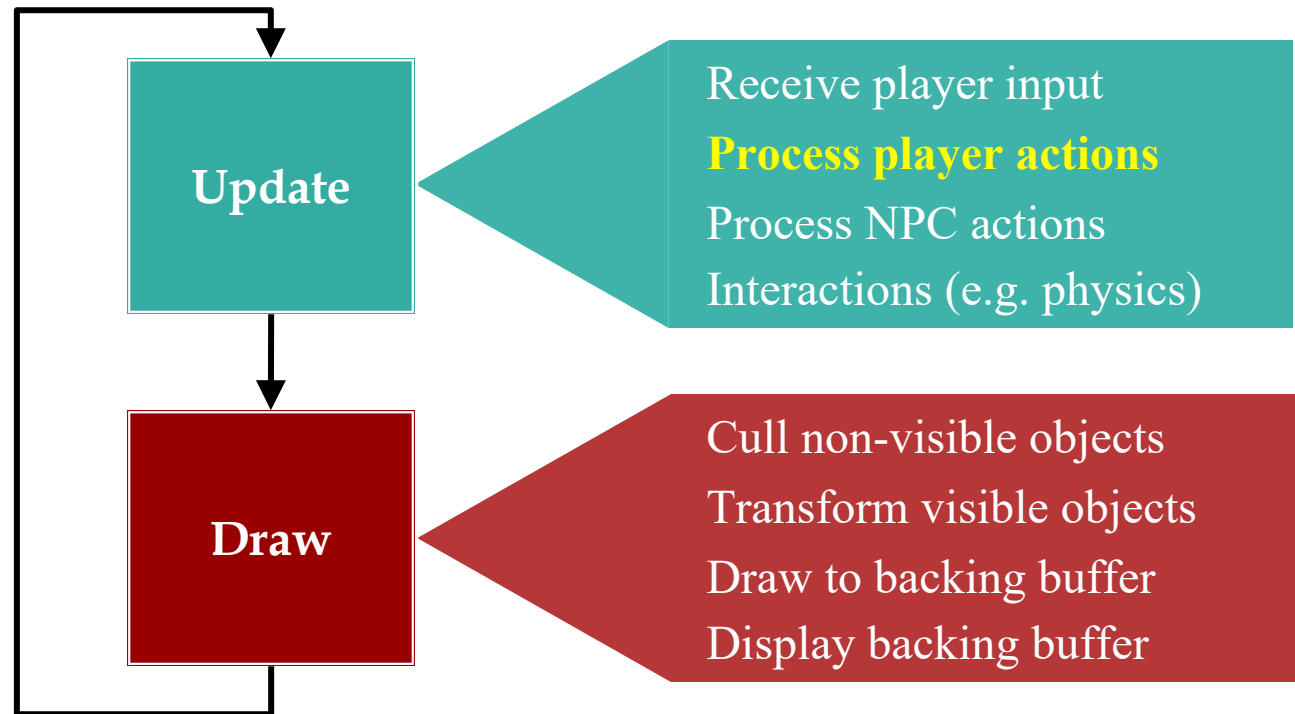 Update
Receive player input
Process player actions
Process NPC actions
Interactions (e.g. physics)
Draw
Cull non-visible objects
Transform visible objects
Draw to backing buffer
Display backing buffer